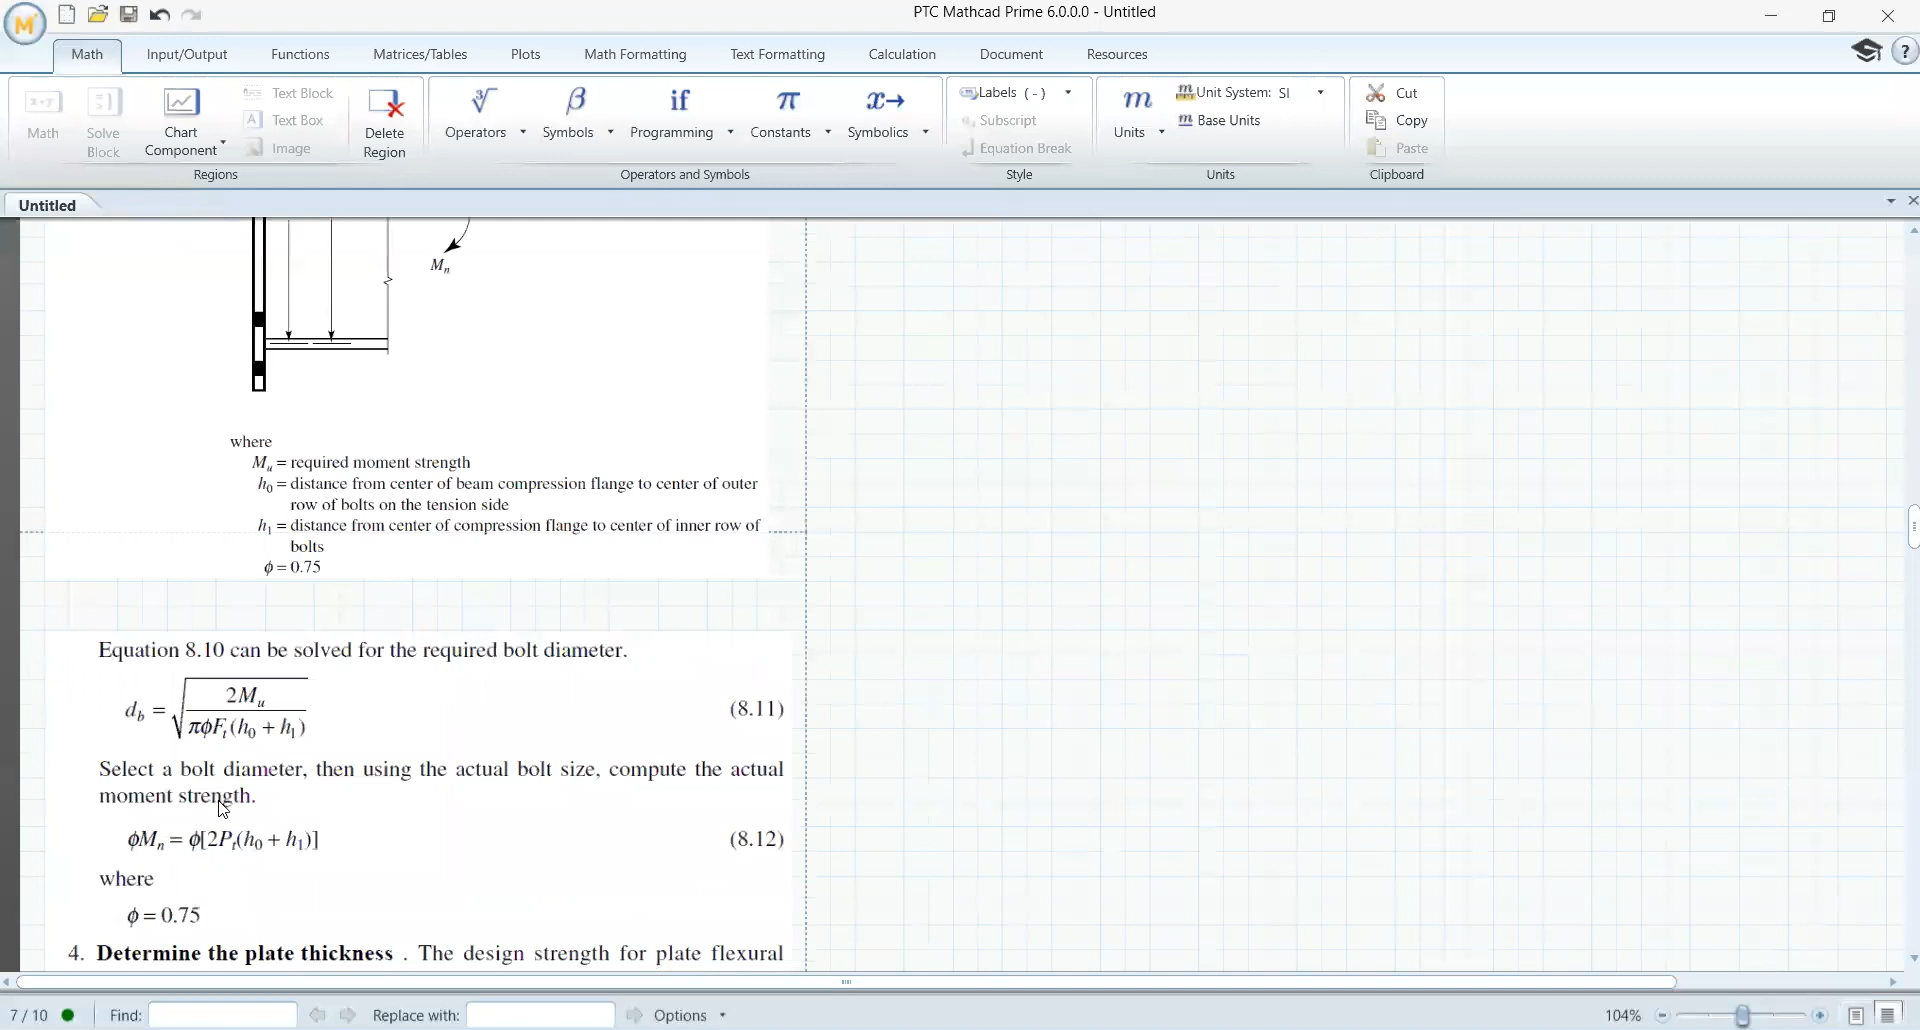 PTC Mathcad Prime 6.0.0.0 - Untitled
Math Input/Output Functions Matrices/Tables Plots Math Formatting Text Formatting Calculation Document Resources
Math
Solve Block
Chart Component
Text Block
Text Box
Image
Delete Region
Regions
Operators
Symbols
if
Programming
π
Constants
Symbolics
Operators and Symbols
Labels ( - )
Subscript
Equation Break
Style
m
Units
Unit System: SI
Base Units
Units
Cut
Copy
Paste
Clipboard
Untitled
Mₙ
where
Mᵤ = required moment strength
h₀ = distance from center of beam compression flange to center of outer
row of bolts on the tension side
h₁ = distance from center of compression flange to center of inner row of
bolts
ϕ = 0.75
Equation 8.10 can be solved for the required bolt diameter.
d_b = √(2Mᵤ / πϕFₜ(h₀ + h₁)) (8.11)
Select a bolt diameter, then using the actual bolt size, compute the actual
moment strength.
ϕMₙ = ϕ[2Pₜ(h₀ + h₁)] (8.12)
where
ϕ = 0.75
4. Determine the plate thickness . The design strength for plate flexural
7 / 10 Find: Replace with: Options 104%